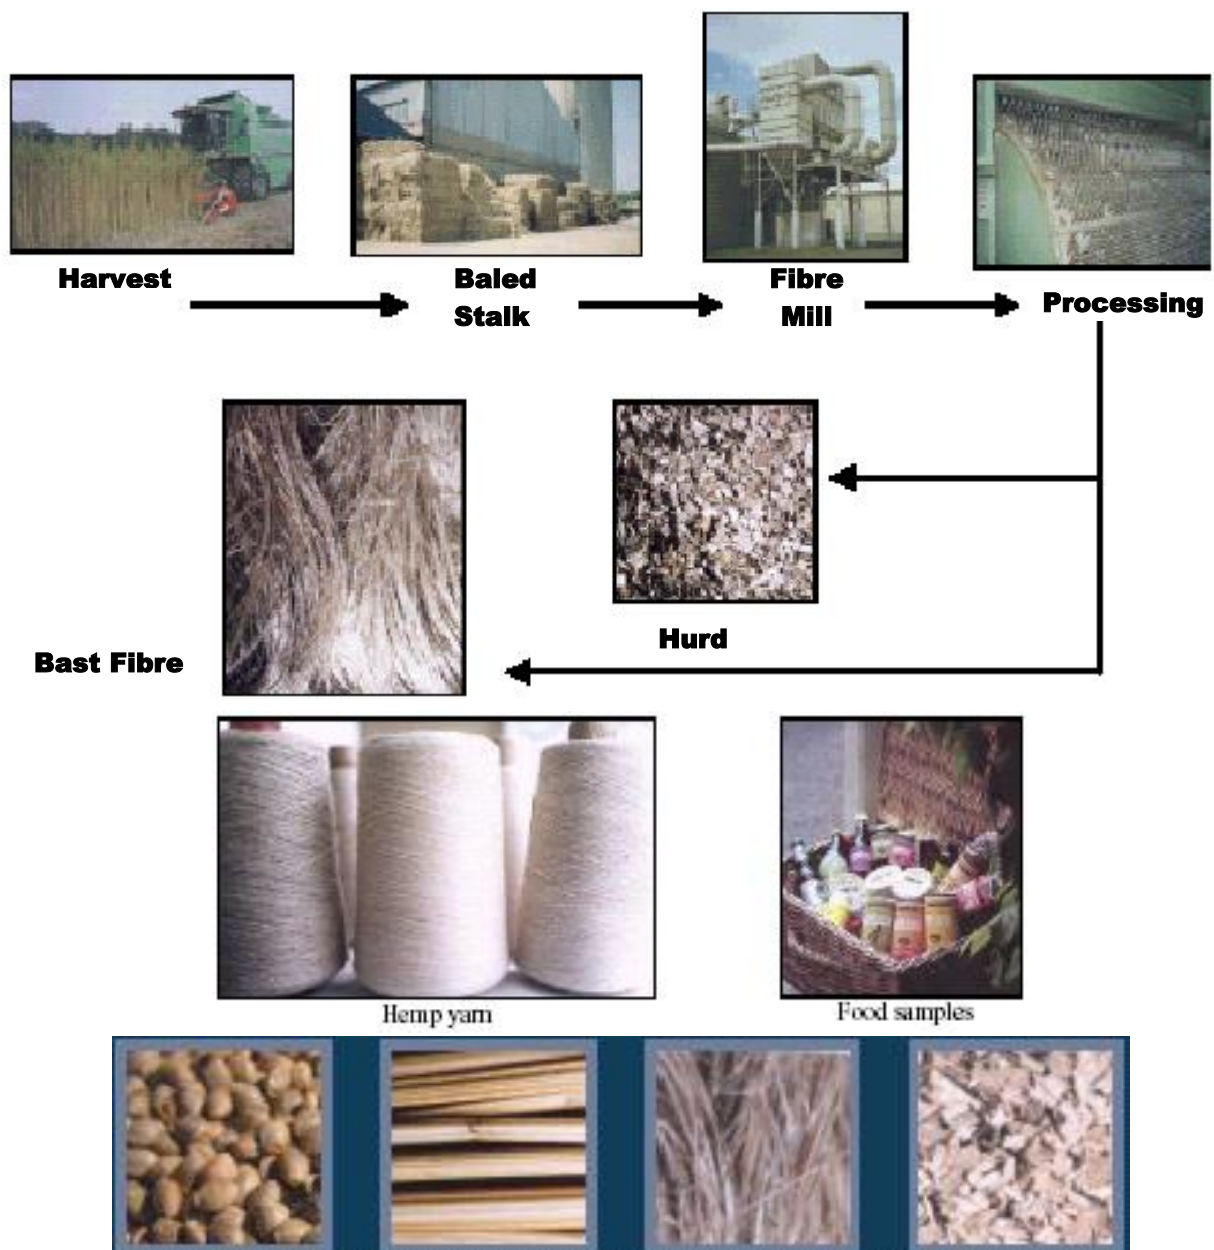 Harvest
Baled
Stalk
Fibre
Mill
Processing
Hurd
Bast Fibre
Hemp yarn
Food samples